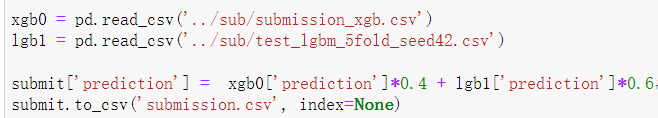 xgb0 = pd.read_csv('../sub/submission_xgb.csv')
lgb1 = pd.read_csv('../sub/test_lgbm_5fold_seed42.csv')
submit['prediction'] =  xgb0['prediction']*0.4 + lgb1['prediction']*0.6
submit.to_csv('submission.csv', index=None)